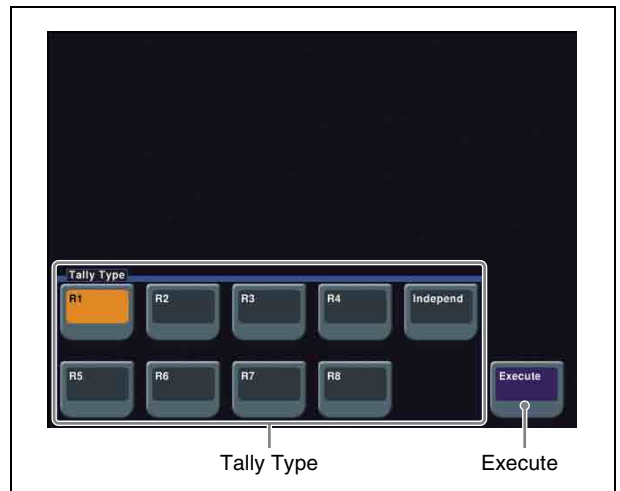 Tally Type
R1 R2 R3 R4 Independ
R5 R6 R7 R8 Execute
Tally Type Execute